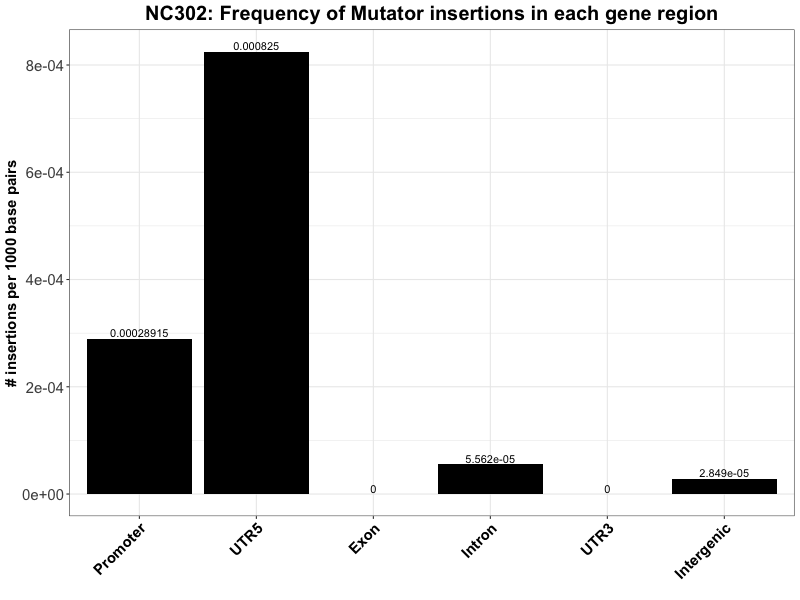 NC302: Frequency of Mutator insertions in each gene region
# insertions per 1000 base pairs
8e-04
6e-04
4e-04
2e-04
0e+00
0.00028915
0.000825
0
5.562e-05
0
2.849e-05
Promoter
UTR5
Exon
Intron
UTR3
Intergenic